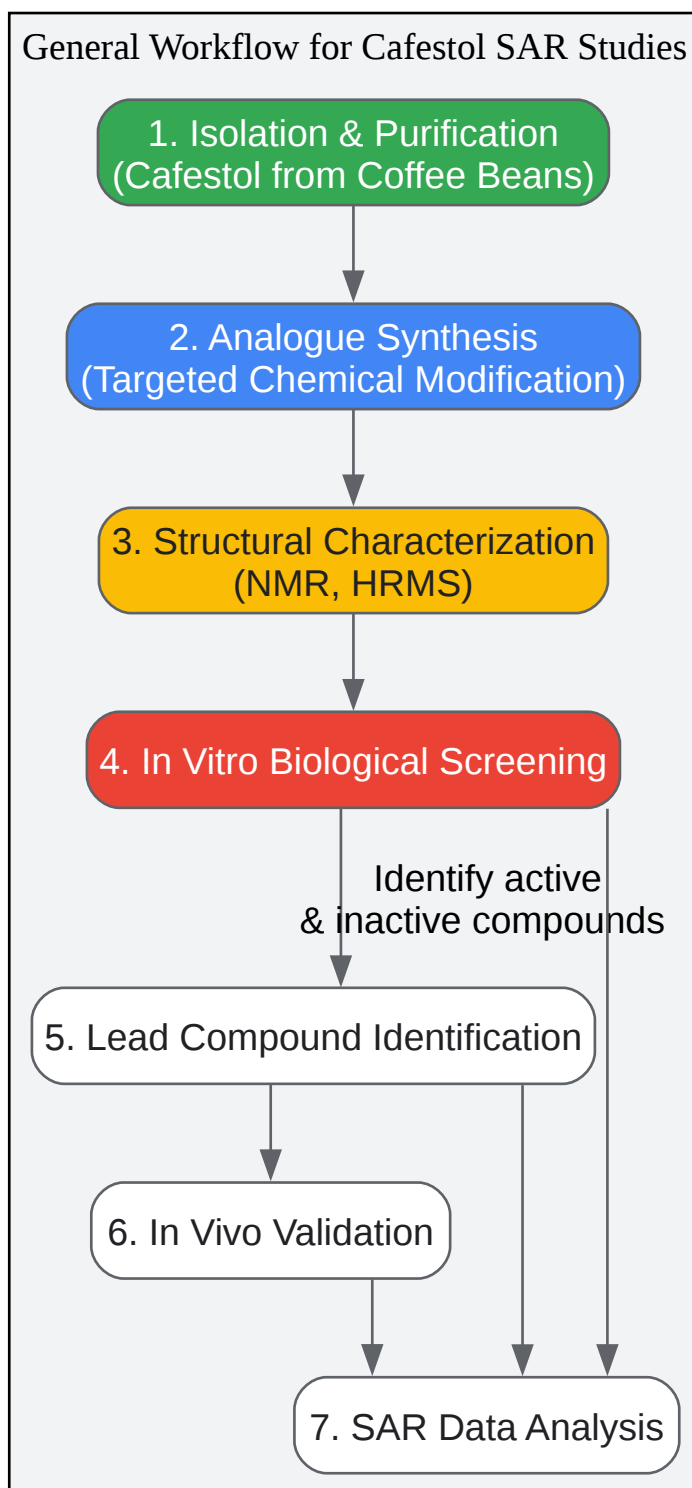 General Workflow for Cafestol SAR Studies
1. Isolation & Purification
(Cafestol from Coffee Beans)
2. Analogue Synthesis
(Targeted Chemical Modification)
3. Structural Characterization
(NMR, HRMS)
4. In Vitro Biological Screening
Identify active
& inactive compounds
5. Lead Compound Identification
6. In Vivo Validation
7. SAR Data Analysis